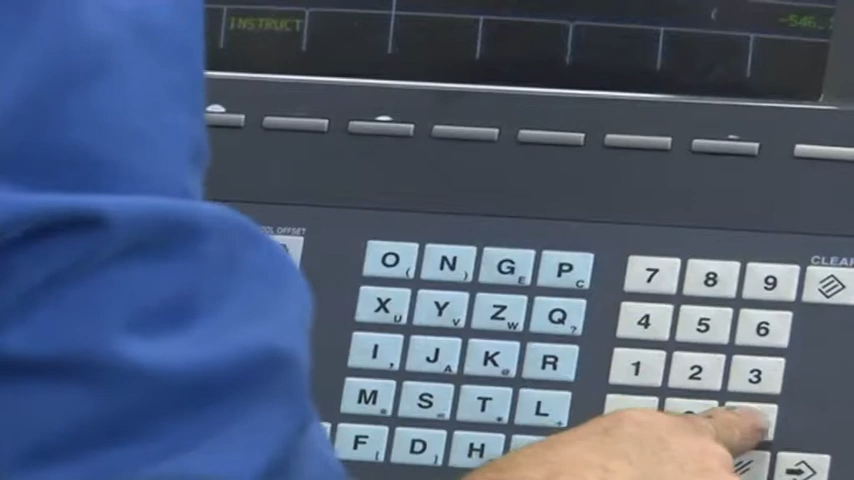 INSTRUCT
-546.
OL OFFSET
CLEAR
O ( N ) G E P C 7 8 9
X U Y V Z W Q ? 4 5 6
I , J A K @ R 1 2 3
M S T L
F D H